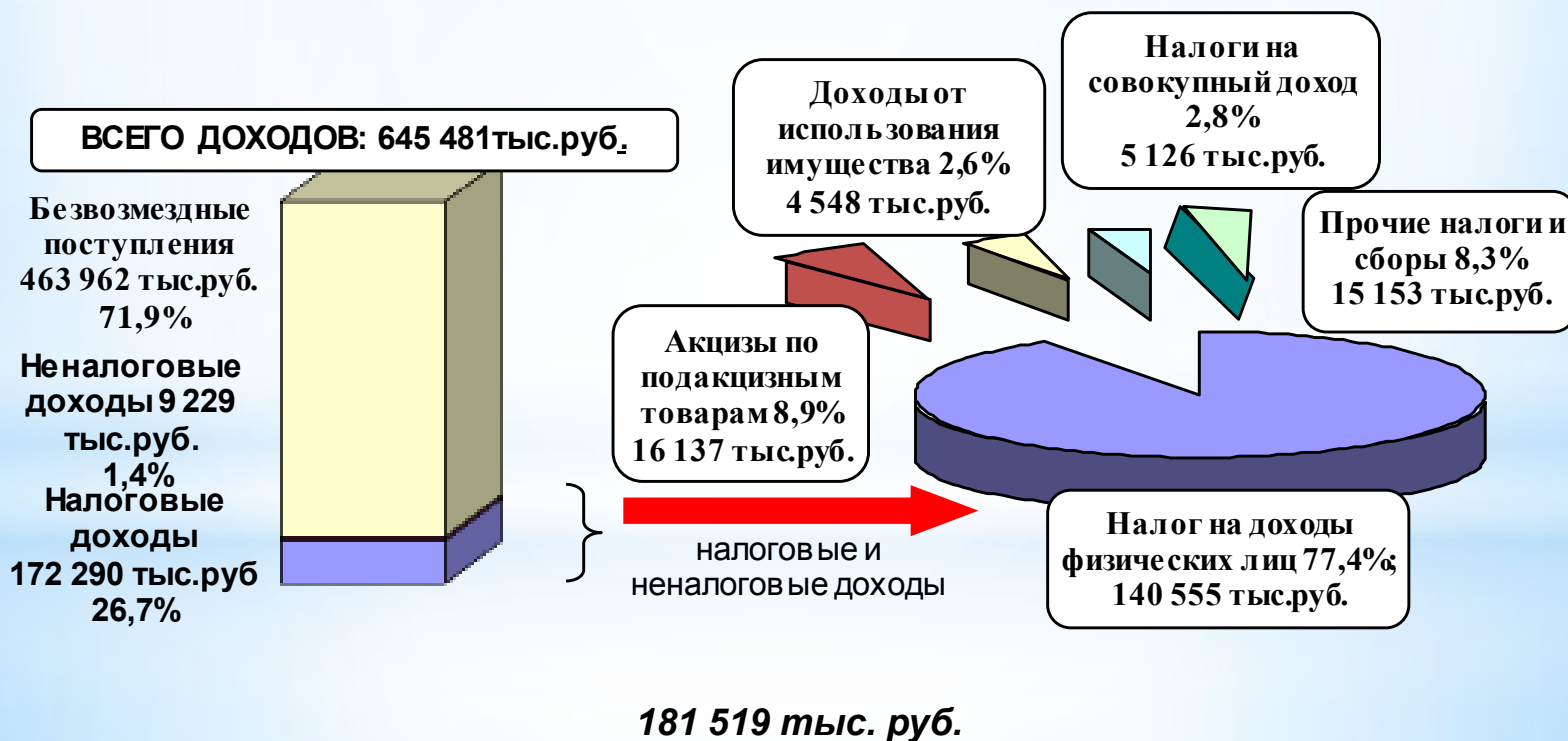 ВСЕГО ДОХОДОВ: 645 481тыс.руб.
Безвозмездные
поступления
463 962 тыс.руб.
71,9%
Неналоговые
доходы 9 229
тыс.руб.
1,4%
Налоговые
доходы
172 290 тыс.руб
26,7%
Доходы от
использования
имущества 2,6%
4 548 тыс.руб.
Налоги на
совокупный доход
2,8%
5 126 тыс.руб.
Прочие налоги и
сборы 8,3%
15 153 тыс.руб.
Акцизы по
подакцизным
товарам 8,9%
16 137 тыс.руб.
налоговые и
неналоговые доходы
Налог на доходы
физических лиц 77,4%;
140 555 тыс.руб.
181 519 тыс. руб.